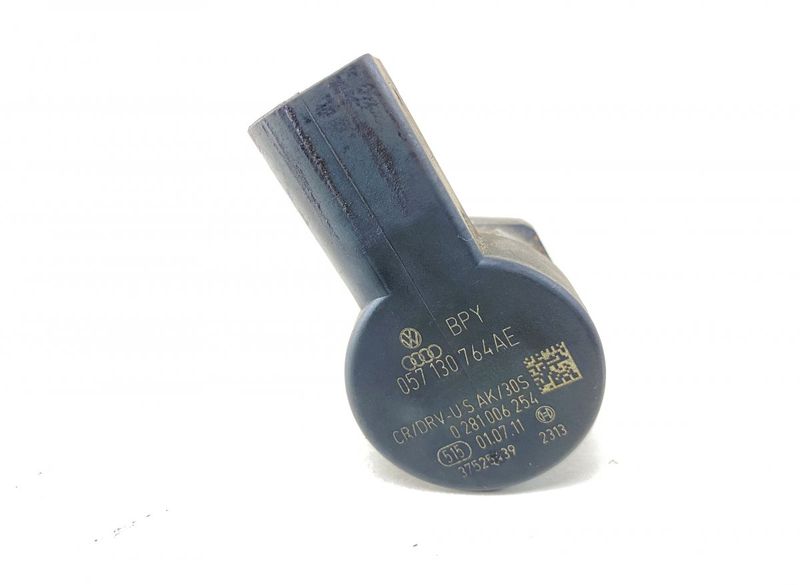 BPY
057 130 764AE
CR/DRV-U S AK/30S
0 281 006 254
515 01.07.11 2313